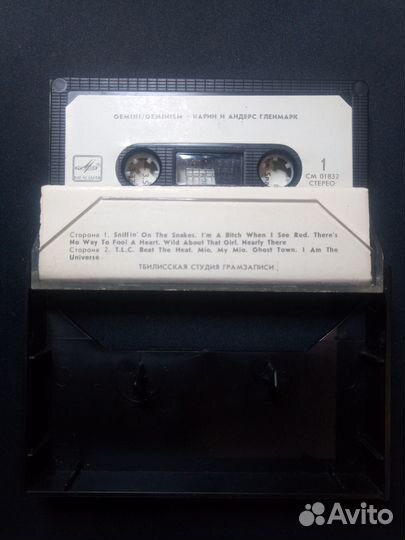 GEMINI/GEMINISM - КАРИН И АНДЕРС ГЛЕНМАРК
МЕЛОДИЯ
1
СМ 01832
СТЕРЕО
Сторона 1. Sniffin' On The Snakes. I'm A Bitch When I See Red. There's
No Way To Fool A Heart. Wild About That Girl. Nearly There
Сторона 2. T.L.C. Beat The Heat. Mio, My Mio. Ghost Town. I Am The
Universe
ТБИЛИССКАЯ СТУДИЯ ГРАМЗАПИСИ
Avito